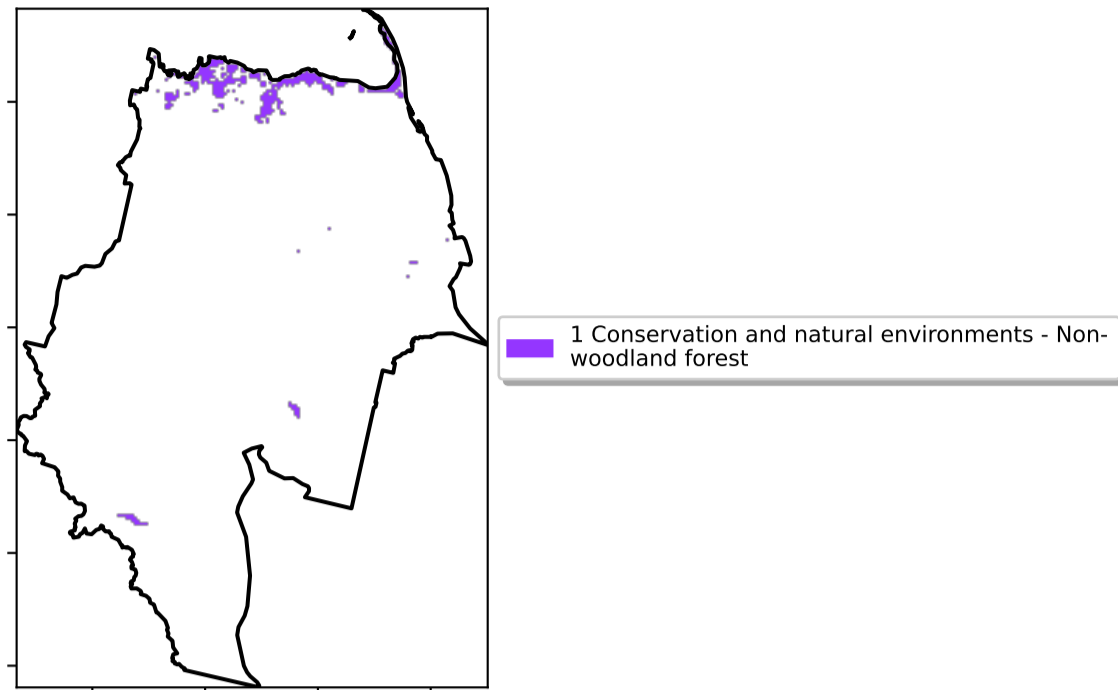 1 Conservation and natural environments - Non-
woodland forest